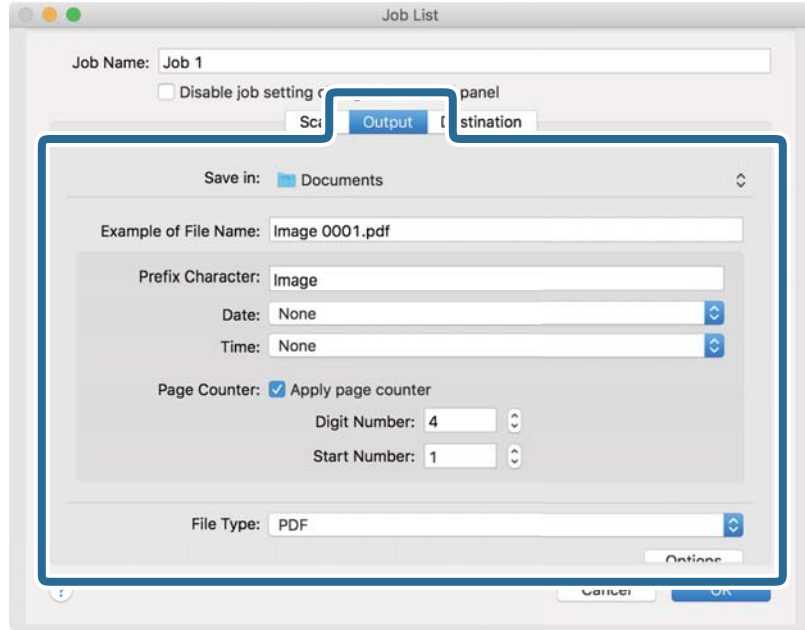 Job List
Job Name: Job 1
Disable job setting panel
Output
Save in: Documents
Example of File Name: Image 0001.pdf
Prefix Character: Image
Date: None
Time: None
Page Counter: Apply page counter
Digit Number: 4
Start Number: 1
File Type: PDF
Options
?
Cancel OK